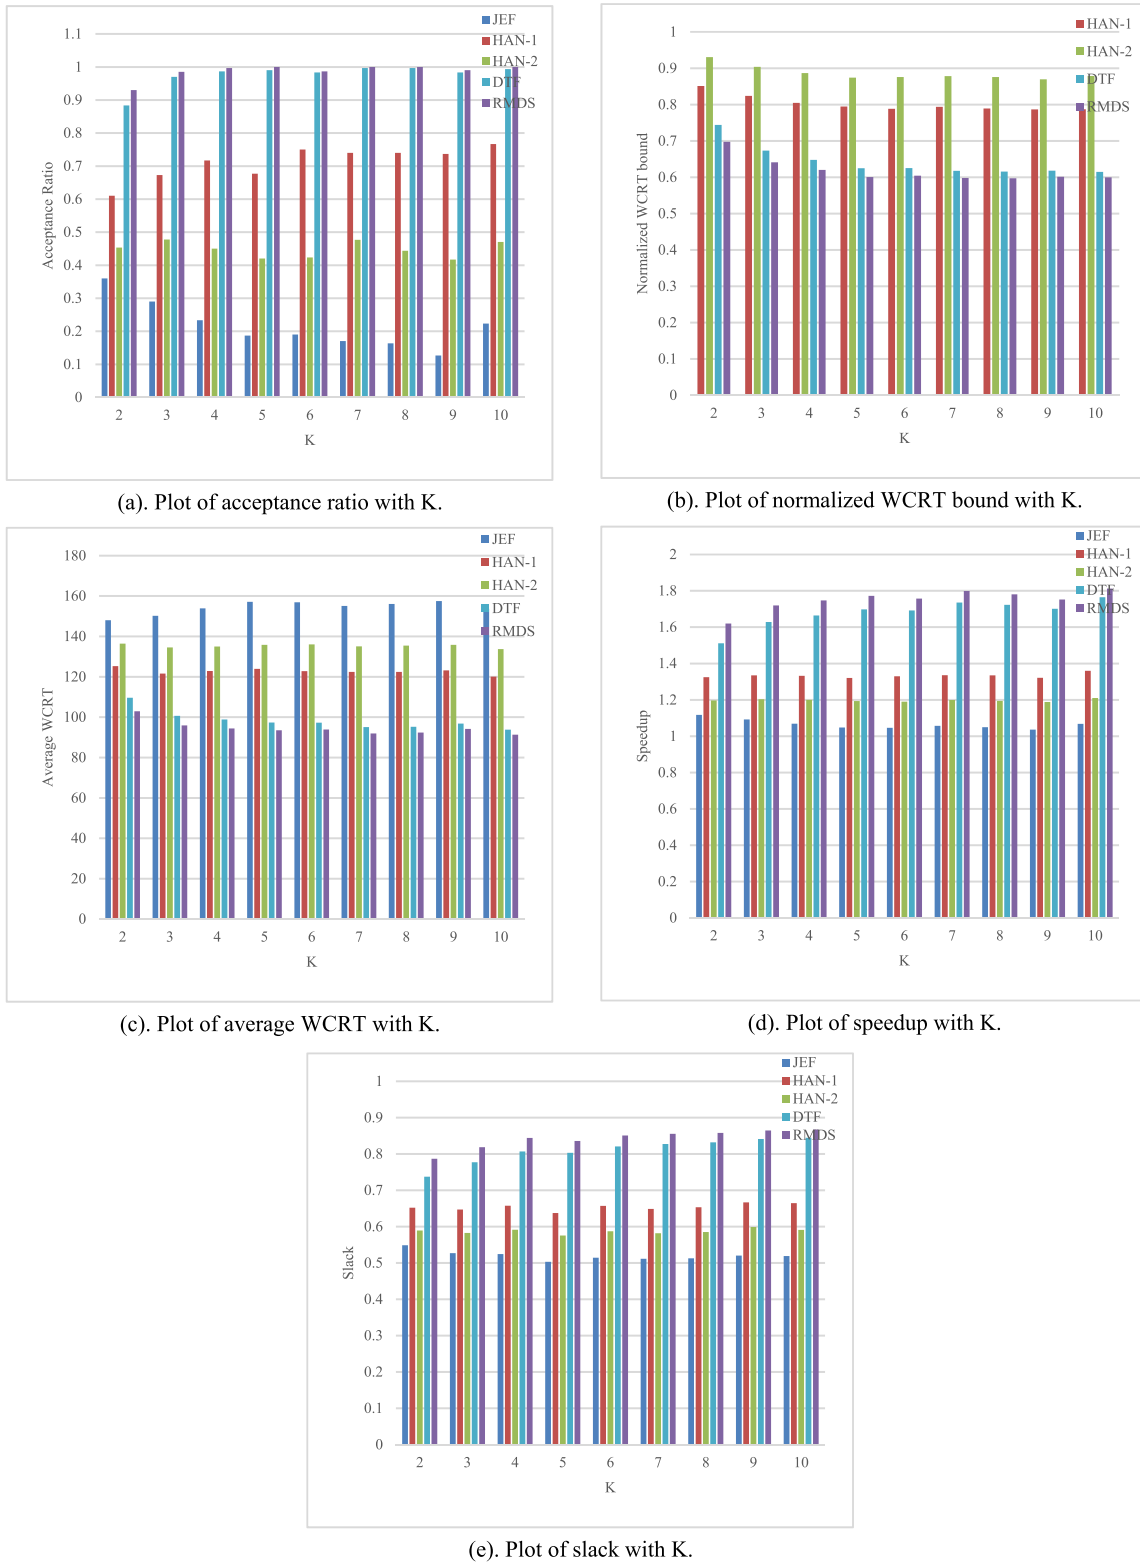 JEF
HAN-1
HAN-2
DTF
RMDS
1.1
1
0.9
0.8
0.7
0.6
0.5
0.4
0.3
0.2
0.1
0
Acceptance Ratio
2 3 4 5 6 7 8 9 10
K
(a). Plot of acceptance ratio with K.
HAN-1
HAN-2
DTF
RMDS
1
0.9
0.8
0.7
0.6
0.5
0.4
0.3
0.2
0.1
0
Normalized WCRT bound
2 3 4 5 6 7 8 9 10
K
(b). Plot of normalized WCRT bound with K.
JEF
HAN-1
HAN-2
DTF
RMDS
180
160
140
120
100
80
60
40
20
0
Average WCRT
2 3 4 5 6 7 8 9 10
K
(c). Plot of average WCRT with K.
JEF
HAN-1
HAN-2
DTF
RMDS
2
1.8
1.6
1.4
1.2
1
0.8
0.6
0.4
0.2
0
Speedup
2 3 4 5 6 7 8 9 10
K
(d). Plot of speedup with K.
JEF
HAN-1
HAN-2
DTF
RMDS
1
0.9
0.8
0.7
0.6
0.5
0.4
0.3
0.2
0.1
0
Slack
2 3 4 5 6 7 8 9 10
K
(e). Plot of slack with K.